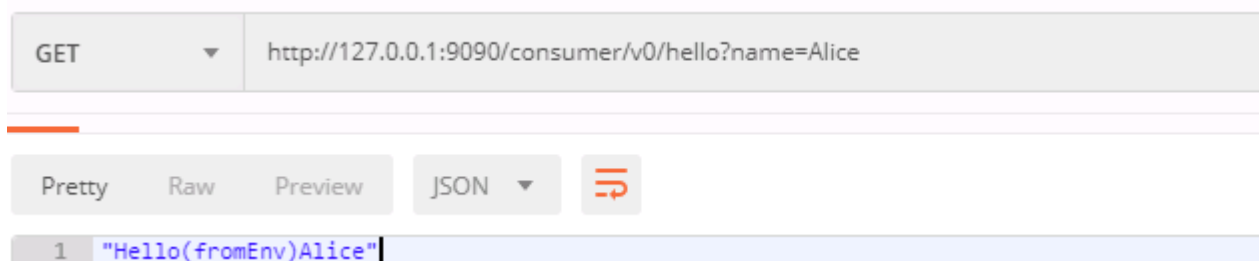 GET http://127.0.0.1:9090/consumer/v0/hello?name=Alice
Pretty Raw Preview JSON
1 "Hello(fromEnv)Alice"